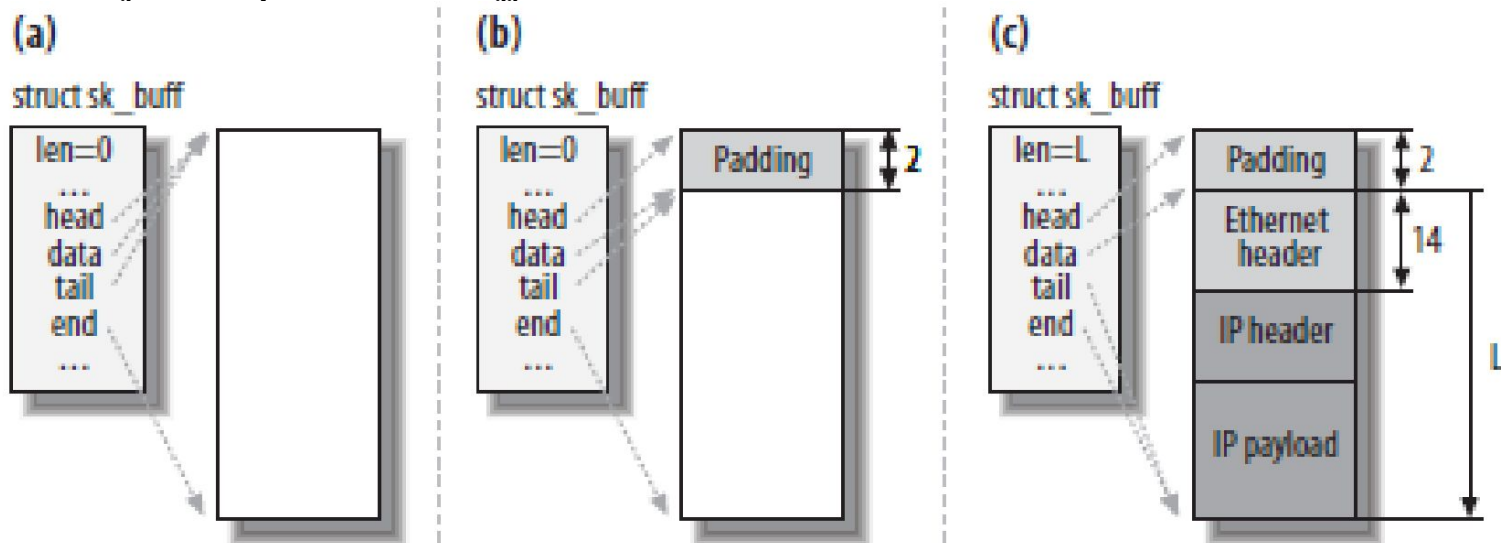 (a)
struct sk_buff
len=0
...
head
data
tail
end
...
(b)
struct sk_buff
len=0
...
head
data
tail
end
...
Padding
2
(c)
struct sk_buff
len=L
...
head
data
tail
end
...
Padding
2
Ethernet
header
14
IP header
IP payload
L